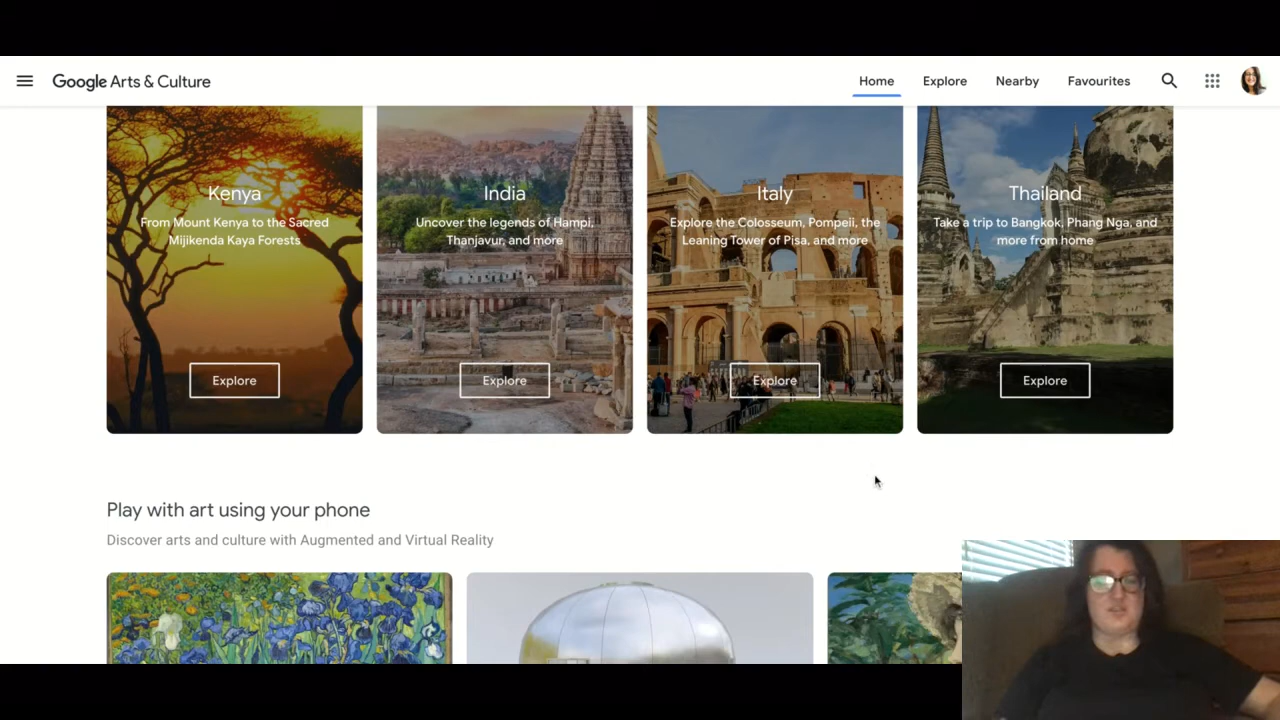 Google Arts & Culture
Home
Explore
Nearby
Favourites
Kenya
From Mount Kenya to the Sacred
Mijikenda Kaya Forests
Explore
India
Uncover the legends of Hampi,
Thanjavur, and more
Explore
Italy
Explore the Colosseum, Pompeii, the
Leaning Tower of Pisa, and more
Explore
Thailand
Take a trip to Bangkok, Phang Nga, and
more from home
Explore
Play with art using your phone
Discover arts and culture with Augmented and Virtual Reality